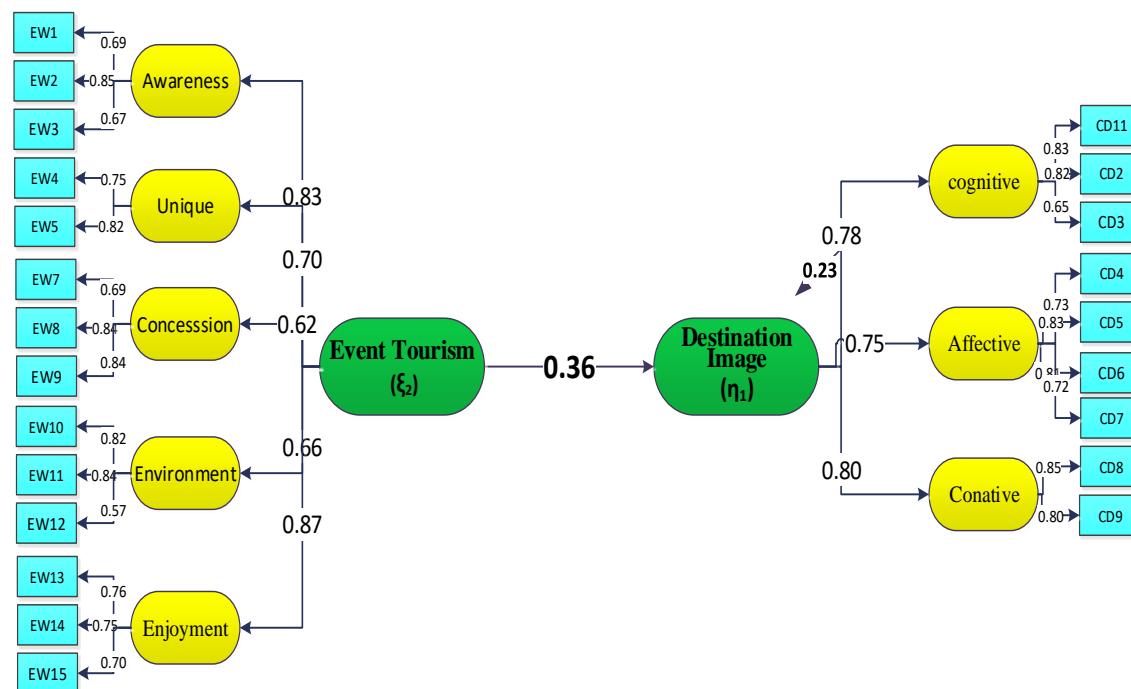 EW1
0.69
EW2
0.85
Awareness
EW3
0.67
EW4
0.75
Unique
EW5
0.82
EW7
0.69
EW8
0.84
Concesssion
EW9
0.84
EW10
0.82
EW11
0.84
Environment
EW12
0.57
EW13
0.76
EW14
0.75
Enjoyment
EW15
0.70
0.83
0.70
0.62
0.66
0.87
Event Tourism
(ξ₂)
0.36
Destination
Image
(η₁)
0.23
0.78
0.75
0.80
cognitive
0.83
CD11
0.82
CD2
0.65
CD3
Affective
0.73
CD4
0.83
CD5
CD6
0.72
CD7
Conative
0.85
CD8
0.80
CD9